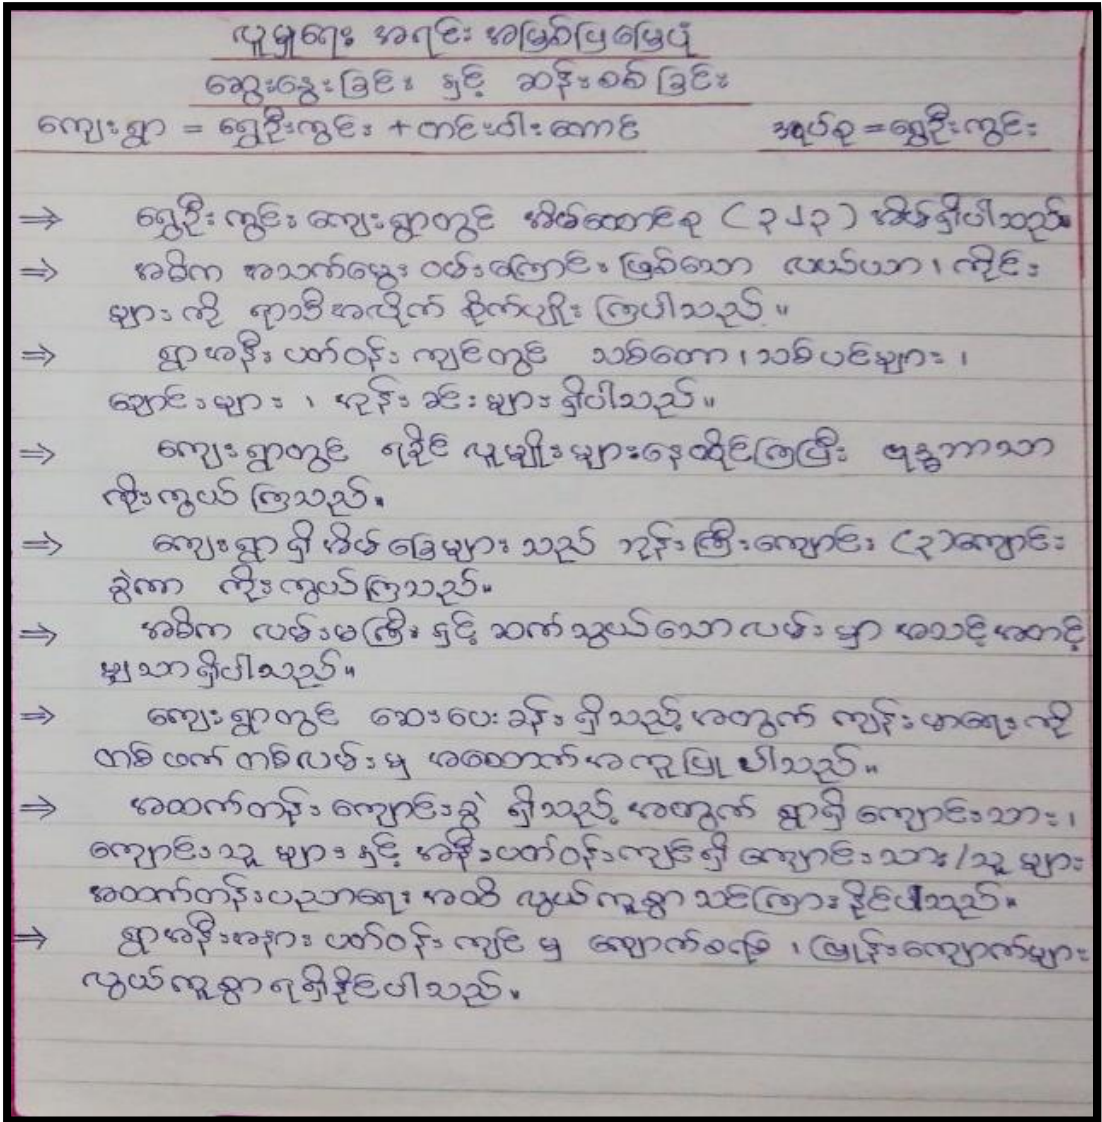 လူမှုရေး အရင်း အမြစ်ပြမြေပုံ
ဆွေးနွေးခြင်း နှင့် ဆန်းစစ်ခြင်း
ကျေးရွာ = ရွှေဦးကွင်း + တင်းဝါးတောင် အုပ်စု = ရွှေဦးကွင်း
⇒ ရွှေဦးကွင်း ကျေးရွာတွင် အိမ်ထောင်စု (၃၂၃) အိမ်ရှိပါသည်။
⇒ အဓိက အသက်မွေး ဝမ်းကြောင်း ဖြစ်သော လယ်ယာ၊ ကိုင်း
များ ကို ရာသီအလိုက် စိုက်ပျိုး ကြပါသည်။
⇒ ရွာအနီး ပတ်ဝန်း ကျင်တွင် သစ်တော၊ သစ်ပင်များ၊
ချောင်းများ၊ ကုန်းခင်းများရှိပါသည်။
⇒ ကျေးရွာတွင် ရခိုင် လူမျိုးများနေထိုင်ကြပြီး ဗုဒ္ဓဘာသာ
ကိုးကွယ် ကြသည်။
⇒ ကျေးရွာရှိ အိမ်ခြေများ သည် ဘုန်းကြီးကျောင်း (၃)ကျောင်း
ခွဲကာ ကိုးကွယ်ကြသည်။
⇒ အဓိက လမ်းမကြီး နှင့် ဆက်သွယ်သောလမ်း မှာ အသင့်အတင့်
မျှသာရှိပါသည်။
⇒ ကျေးရွာတွင် ဆေးပေးခန်း ရှိသည့် အတွက် ကျန်းမာရေး ကို
တစ်ဖက် တစ်လမ်းမှ အထောက်အကူပြု ပါသည်။
⇒ အထက်တန်း ကျောင်းခွဲ ရှိသည့် အတွက် ရွာရှိ ကျောင်းသား၊
ကျောင်းသူ များ နှင့် အနီးပတ်ဝန်းကျင်ရှိ ကျောင်းသား/သူ များ
အထက်တန်းပညာရေး အထိ လွယ်ကူစွာ သင်ကြား နိုင်ပါသည်။
⇒ ရွာအနီးအနား ပတ်ဝန်း ကျင် မှ ကျောက်စရစ်၊ မြုန်းကျောက်များ
လွယ်ကူစွာရရှိနိုင်ပါသည်။